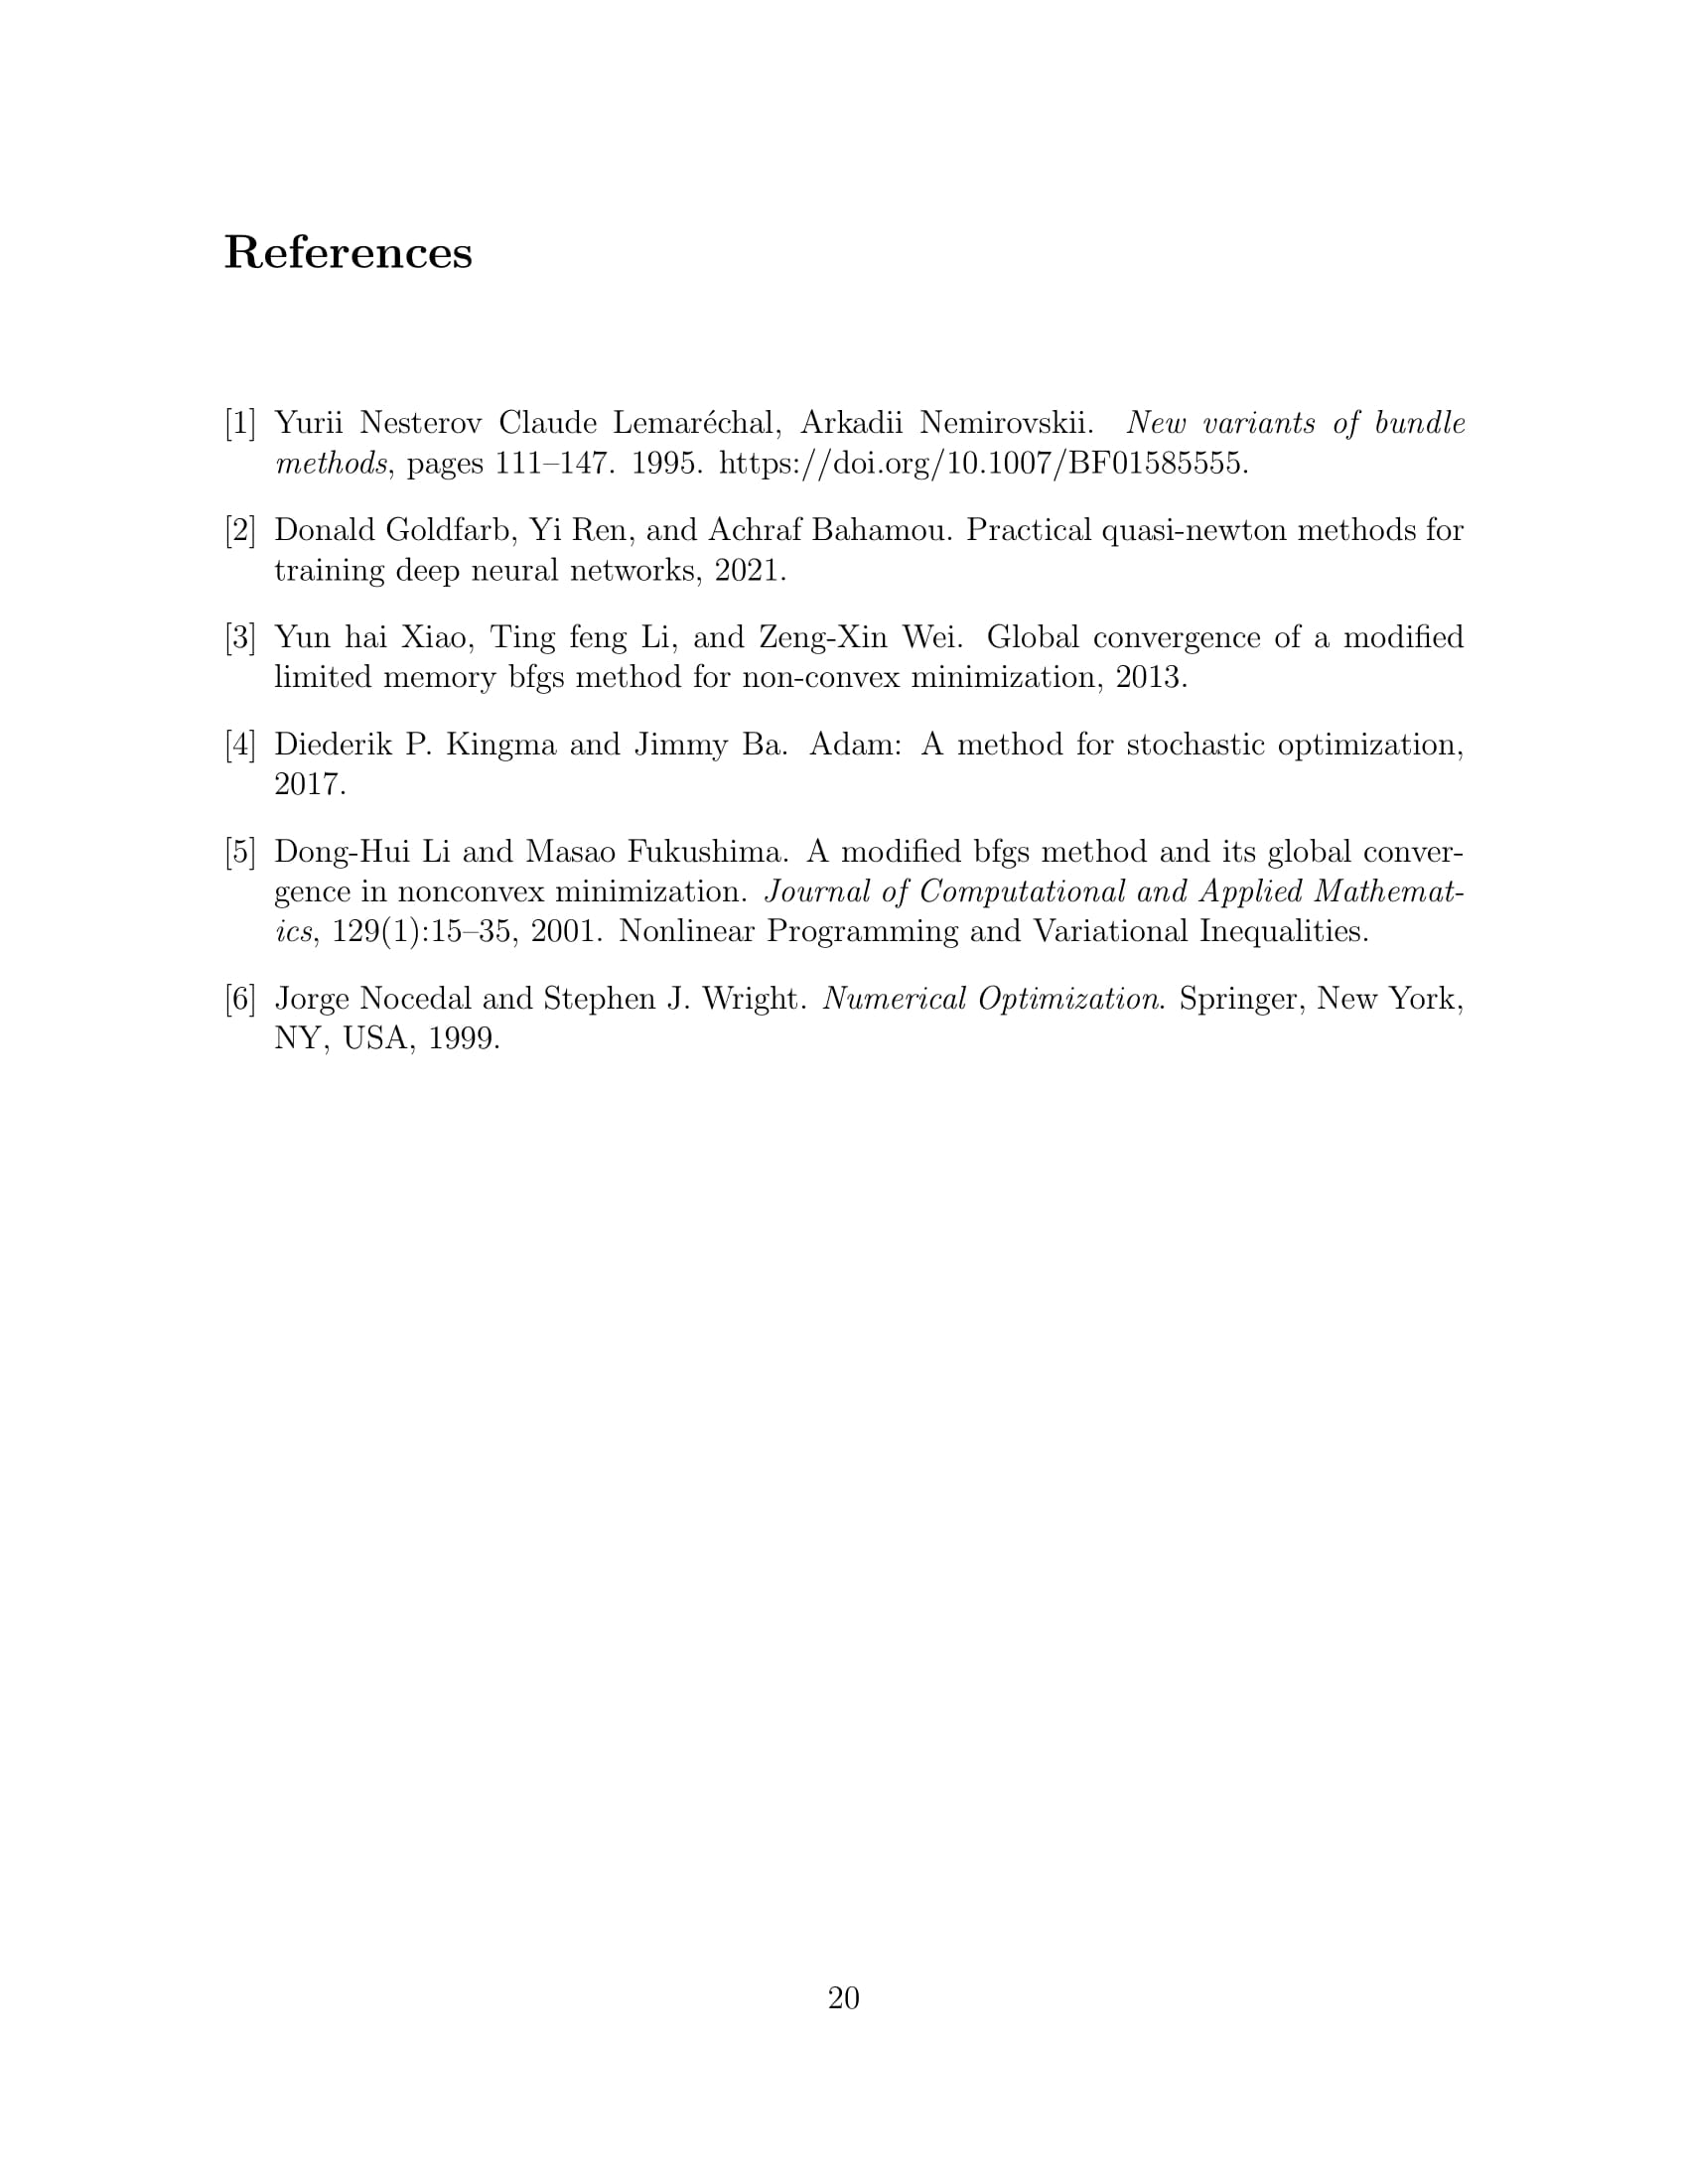 References
[1] Yurii Nesterov Claude Lemaréchal, Arkadii Nemirovskii. New variants of bundle
methods, pages 111–147. 1995. https://doi.org/10.1007/BF01585555.
[2] Donald Goldfarb, Yi Ren, and Achraf Bahamou. Practical quasi-newton methods for
training deep neural networks, 2021.
[3] Yun hai Xiao, Ting feng Li, and Zeng-Xin Wei. Global convergence of a modified
limited memory bfgs method for non-convex minimization, 2013.
[4] Diederik P. Kingma and Jimmy Ba. Adam: A method for stochastic optimization,
2017.
[5] Dong-Hui Li and Masao Fukushima. A modified bfgs method and its global conver-
gence in nonconvex minimization. Journal of Computational and Applied Mathemat-
ics, 129(1):15–35, 2001. Nonlinear Programming and Variational Inequalities.
[6] Jorge Nocedal and Stephen J. Wright. Numerical Optimization. Springer, New York,
NY, USA, 1999.
20